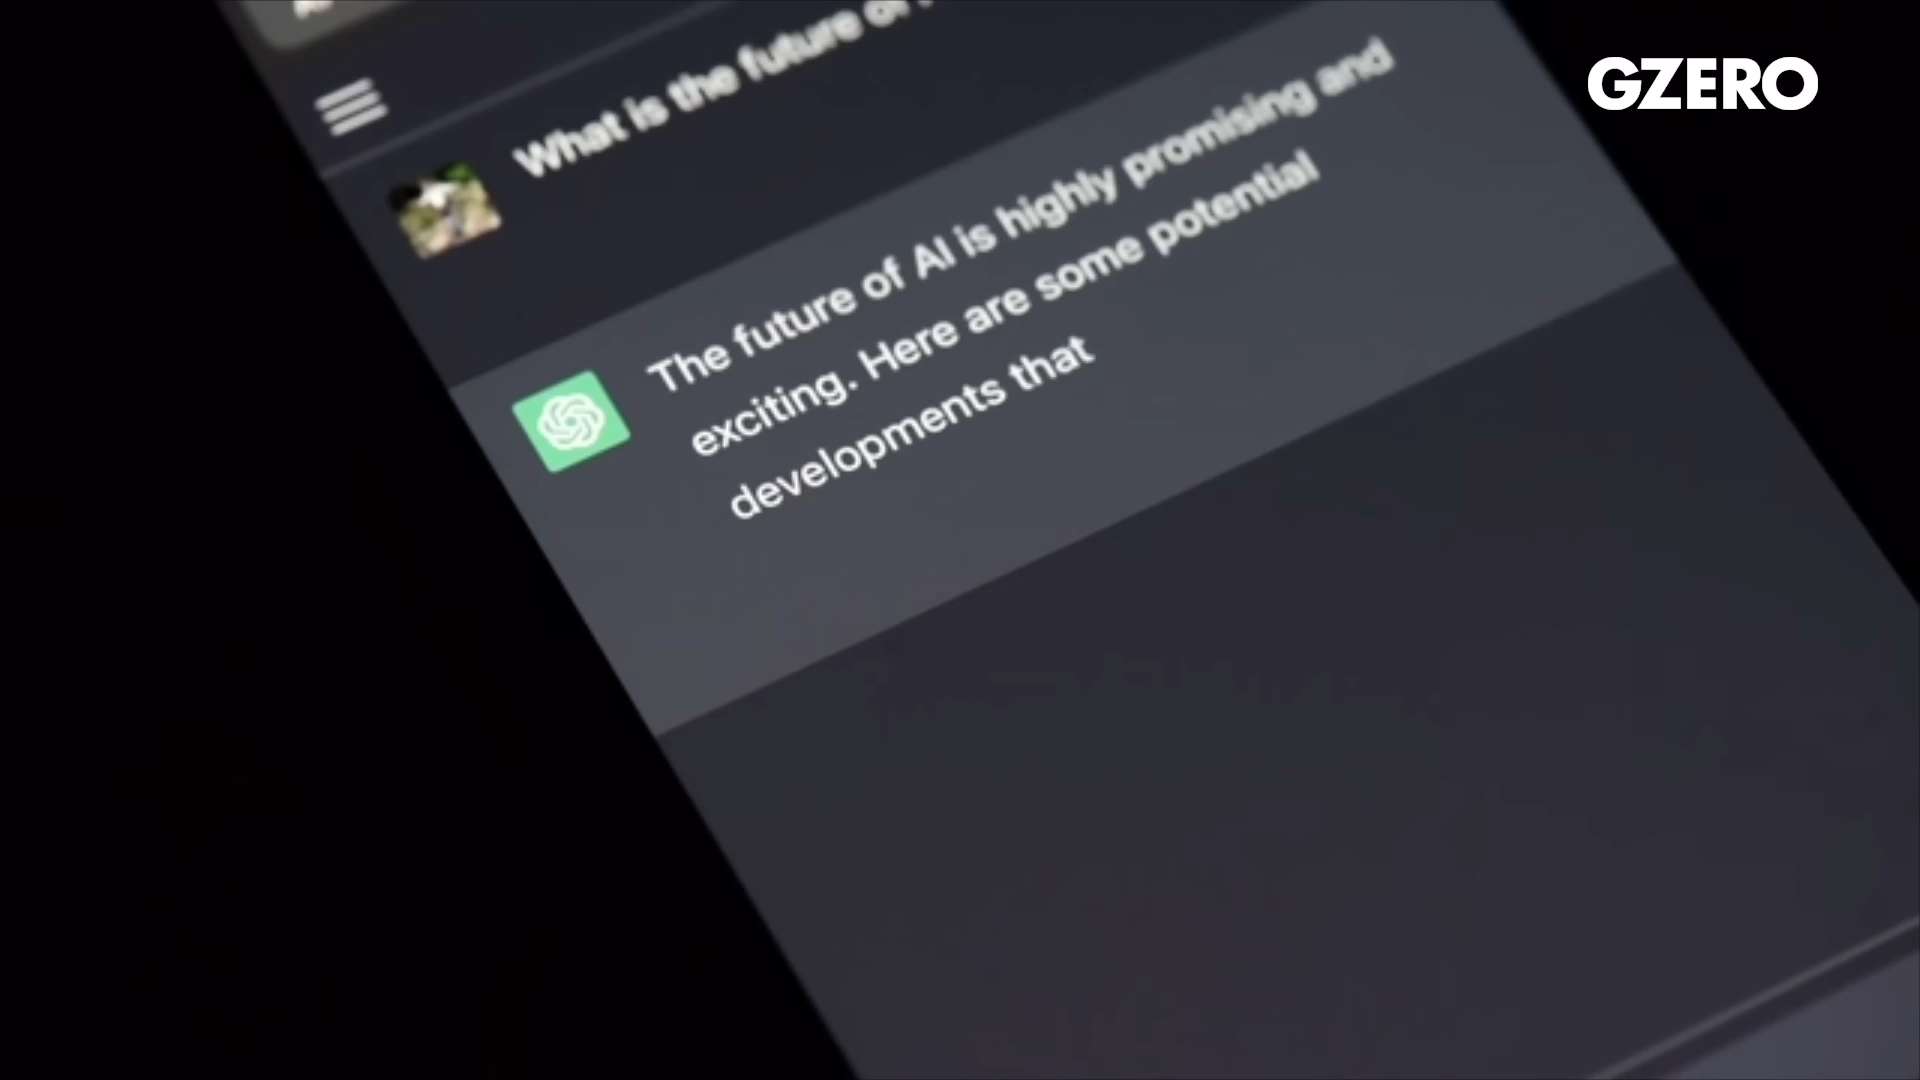 GZERO
What is the future of
The future of AI is highly promising and
exciting. Here are some potential
developments that